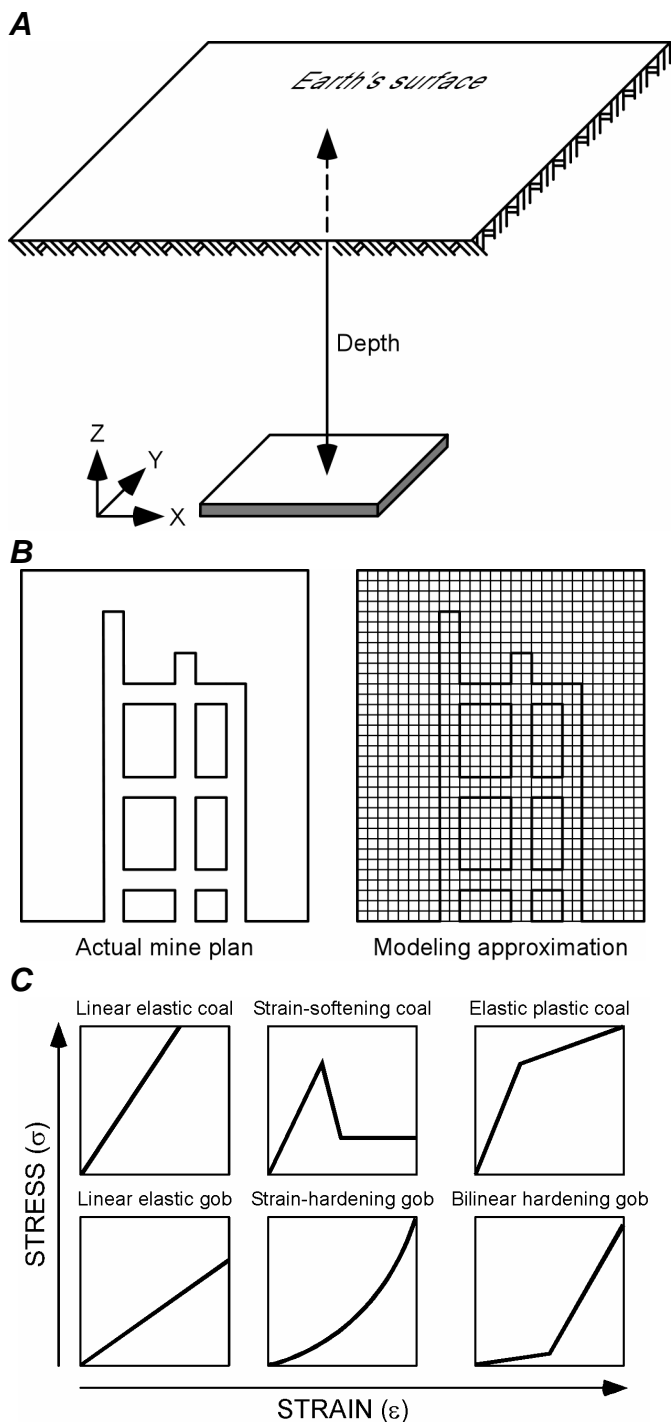 A
Earth's surface
Depth
Z
Y
X
B
Actual mine plan
Modeling approximation
C
Linear elastic coal
Strain-softening coal
Elastic plastic coal
Linear elastic gob
Strain-hardening gob
Bilinear hardening gob
STRESS (σ)
STRAIN (ε)